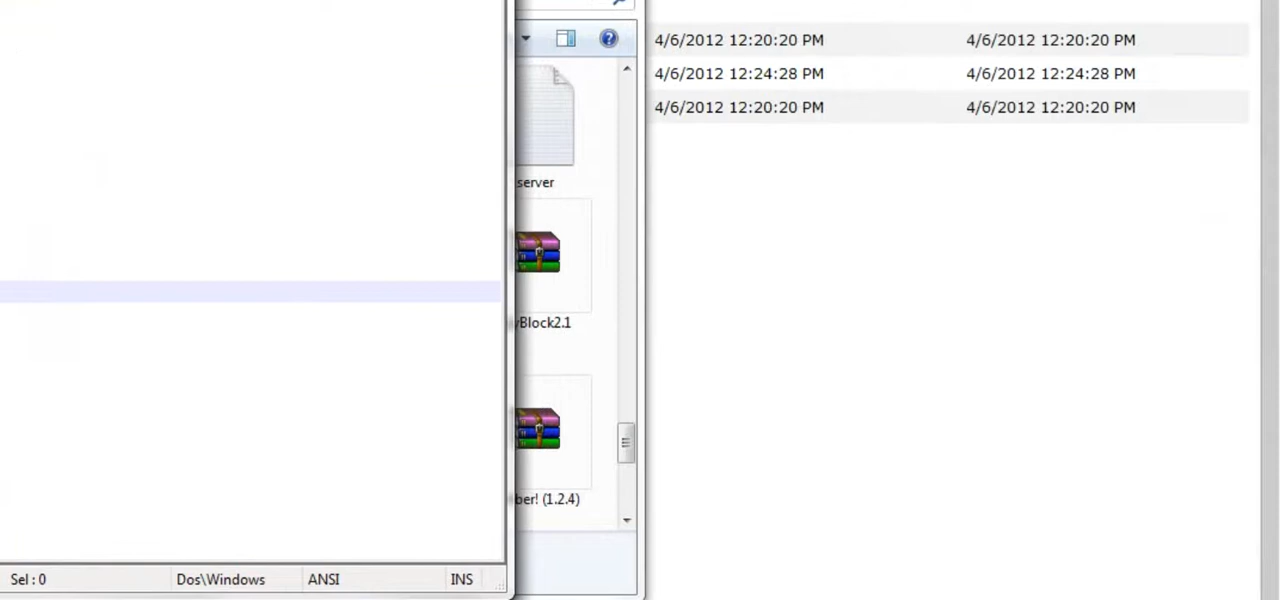 4/6/2012 12:20:20 PM 4/6/2012 12:20:20 PM
4/6/2012 12:24:28 PM 4/6/2012 12:24:28 PM
4/6/2012 12:20:20 PM 4/6/2012 12:20:20 PM
server
yBlock2.1
ber! (1.2.4)
Sel : 0 Dos\Windows ANSI INS